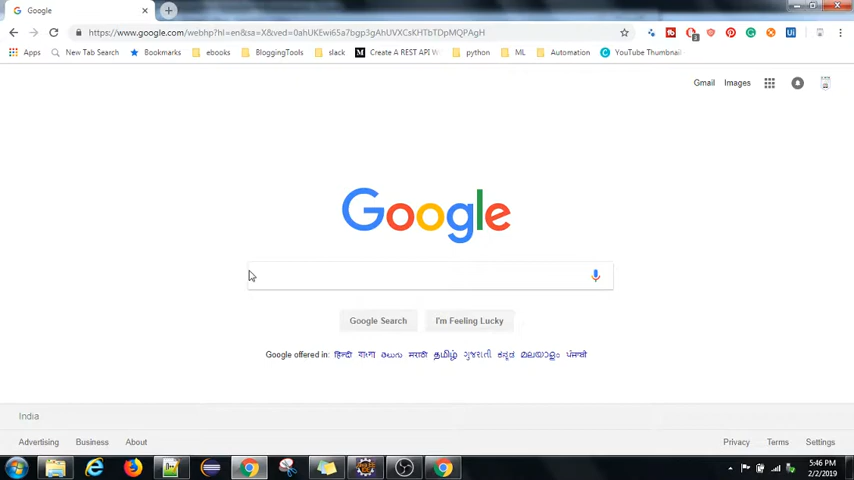 Google
https://www.google.com/webhp?hl=en&sa=X&ved=0ahUKEwi65a7bgp3gAhUVXCsKHTbTDpMQPAgH
Apps New Tab Search Bookmarks ebooks BloggingTools slack Create A REST API W python ML Automation YouTube Thumbnail
Gmail Images
Google
Google Search I'm Feeling Lucky
Google offered in: हिन्दी বাংলা తెలుగు मराठी தமிழ் ગુજરાતી ಕನ್ನಡ മലയാളം ਪੰਜਾਬੀ
India
Advertising Business About Privacy Terms Settings
5:46 PM
2/2/2019